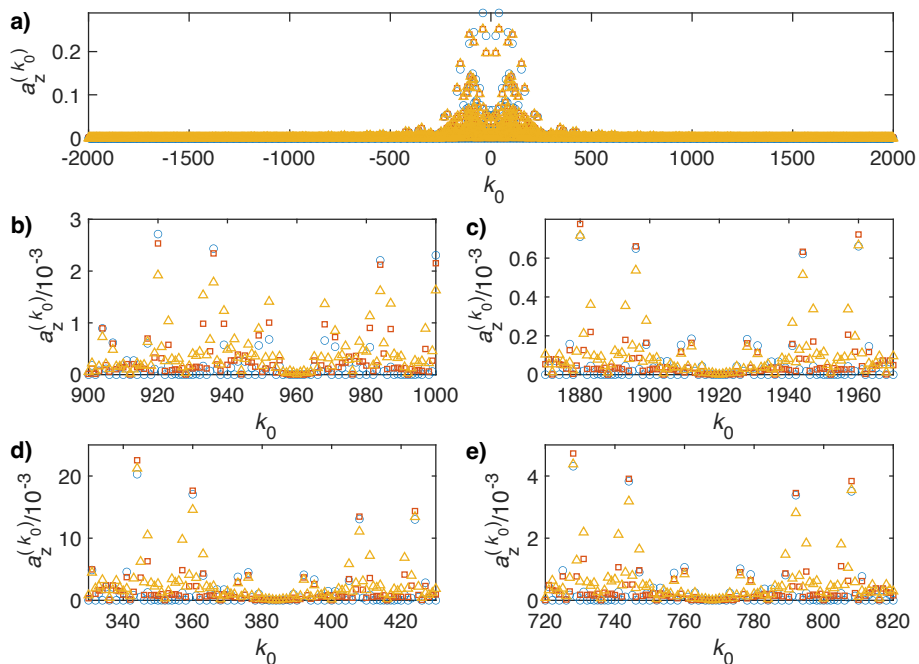 a)
0.2
0.1
0
a_z^(k_0)
-2000 -1500 -1000 -500 0 500 1000 1500 2000
k_0
b)
3
2
1
0
a_z^(k_0)/10^-3
900 920 940 960 980 1000
k_0
c)
0.6
0.4
0.2
0
a_z^(k_0)/10^-3
1880 1900 1920 1940 1960
k_0
d)
20
10
0
a_z^(k_0)/10^-3
340 360 380 400 420
k_0
e)
4
2
0
a_z^(k_0)/10^-3
720 740 760 780 800 820
k_0